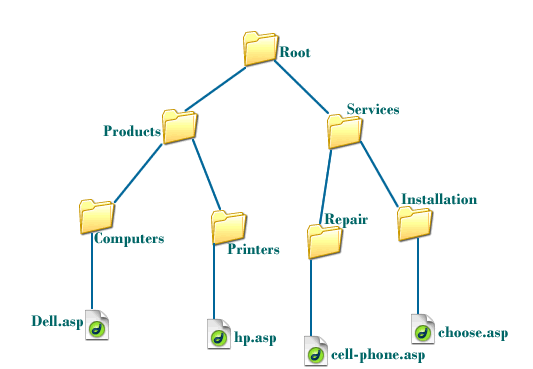 Root
Services
Products
Installation
Repair
Computers
Printers
Dell.asp
hp.asp
choose.asp
cell-phone.asp